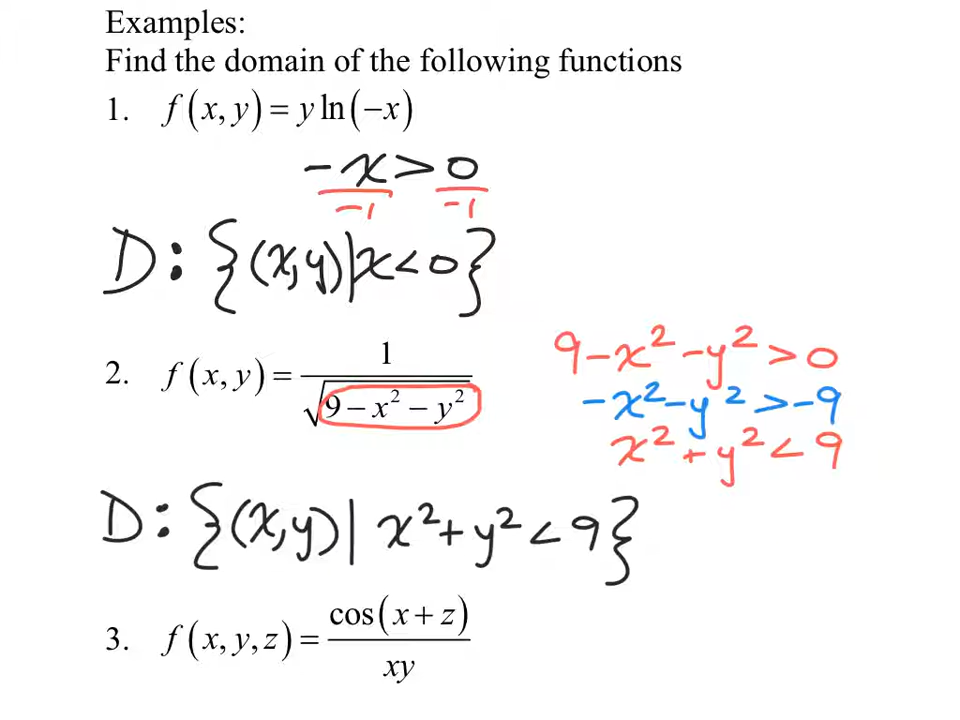 Examples:
Find the domain of the following functions
1. f(x, y) = y ln(−x)
-x > 0
-1 -1
D: {(x,y)|x<0}
2. f(x, y) = 1/√(9 − x² − y²)
9-x²-y²>0
-x²-y²>-9
x²+y²<9
D: {(x,y)| x²+y²<9}
3. f(x, y, z) = cos(x + z)/xy